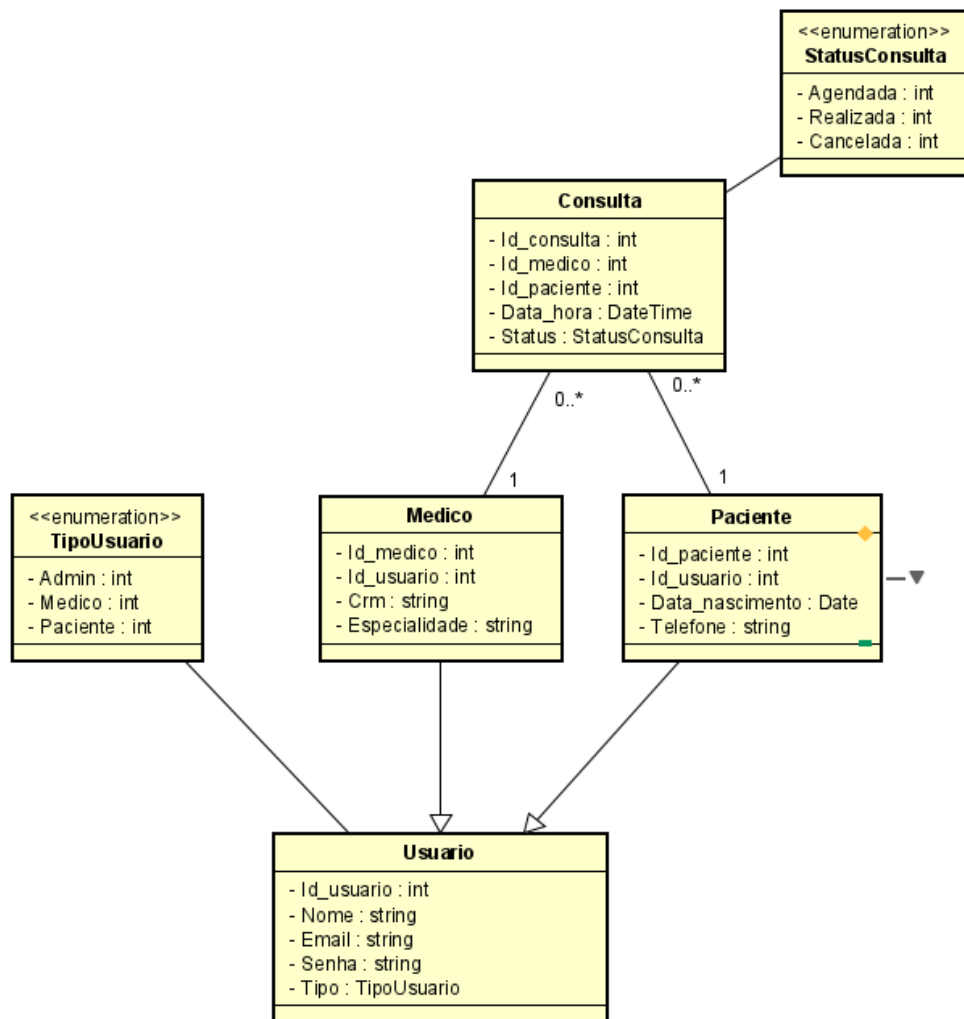 <<enumeration>>
StatusConsulta
- Agendada : int
- Realizada : int
- Cancelada : int
Consulta
- Id_consulta : int
- Id_medico : int
- Id_paciente : int
- Data_hora : DateTime
- Status : StatusConsulta
0..*
0..*
1
1
<<enumeration>>
TipoUsuario
- Admin : int
- Medico : int
- Paciente : int
Medico
- Id_medico : int
- Id_usuario : int
- Crm : string
- Especialidade : string
Paciente
- Id_paciente : int
- Id_usuario : int
- Data_nascimento : Date
- Telefone : string
Usuario
- Id_usuario : int
- Nome : string
- Email : string
- Senha : string
- Tipo : TipoUsuario